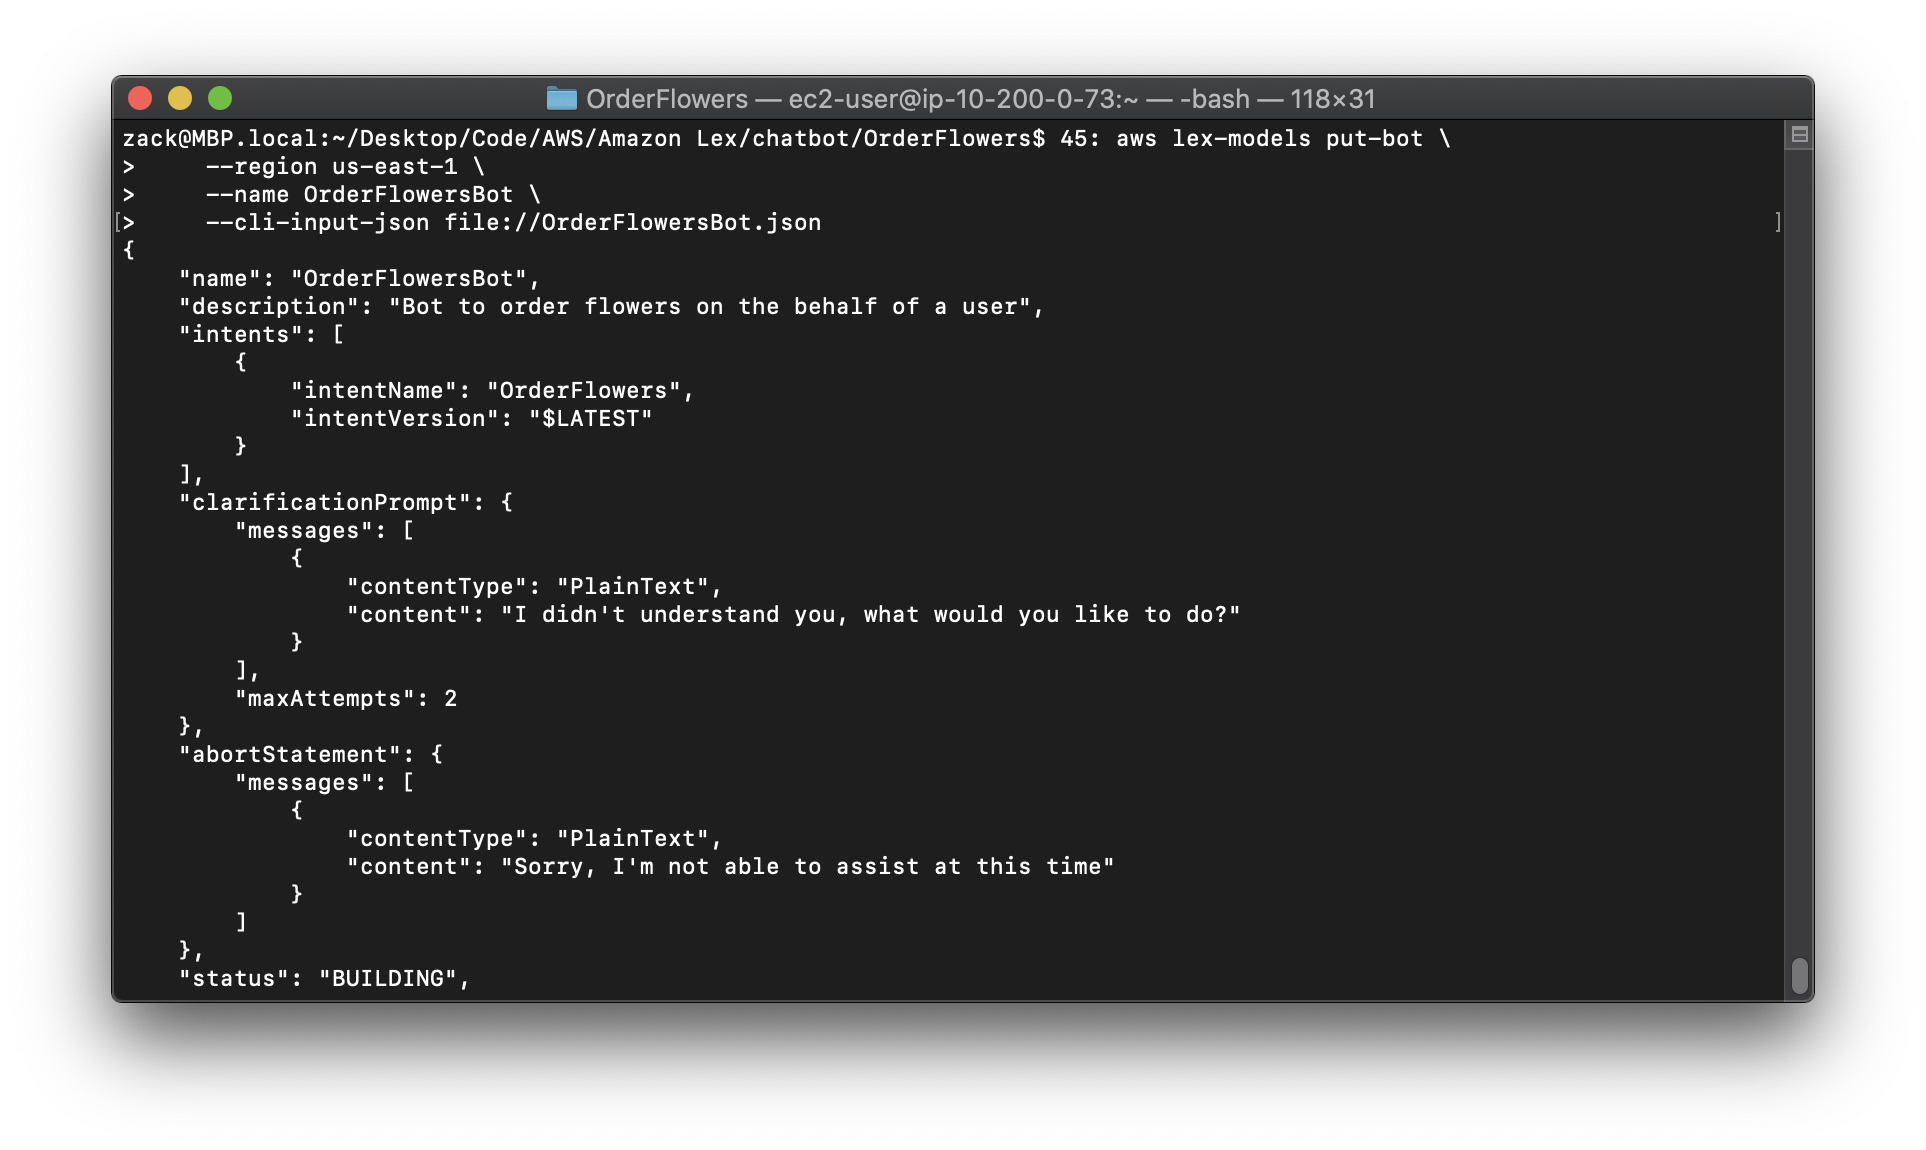 OrderFlowers — ec2-user@ip-10-200-0-73:~ — -bash — 118×31
zack@MBP.local:~/Desktop/Code/AWS/Amazon Lex/chatbot/OrderFlowers$ 45: aws lex-models put-bot \
>     --region us-east-1 \
>     --name OrderFlowersBot \
[>     --cli-input-json file://OrderFlowersBot.json ]
{
    "name": "OrderFlowersBot",
    "description": "Bot to order flowers on the behalf of a user",
    "intents": [
        {
            "intentName": "OrderFlowers",
            "intentVersion": "$LATEST"
        }
    ],
    "clarificationPrompt": {
        "messages": [
            {
                "contentType": "PlainText",
                "content": "I didn't understand you, what would you like to do?"
            }
        ],
        "maxAttempts": 2
    },
    "abortStatement": {
        "messages": [
            {
                "contentType": "PlainText",
                "content": "Sorry, I'm not able to assist at this time"
            }
        ]
    },
    "status": "BUILDING",